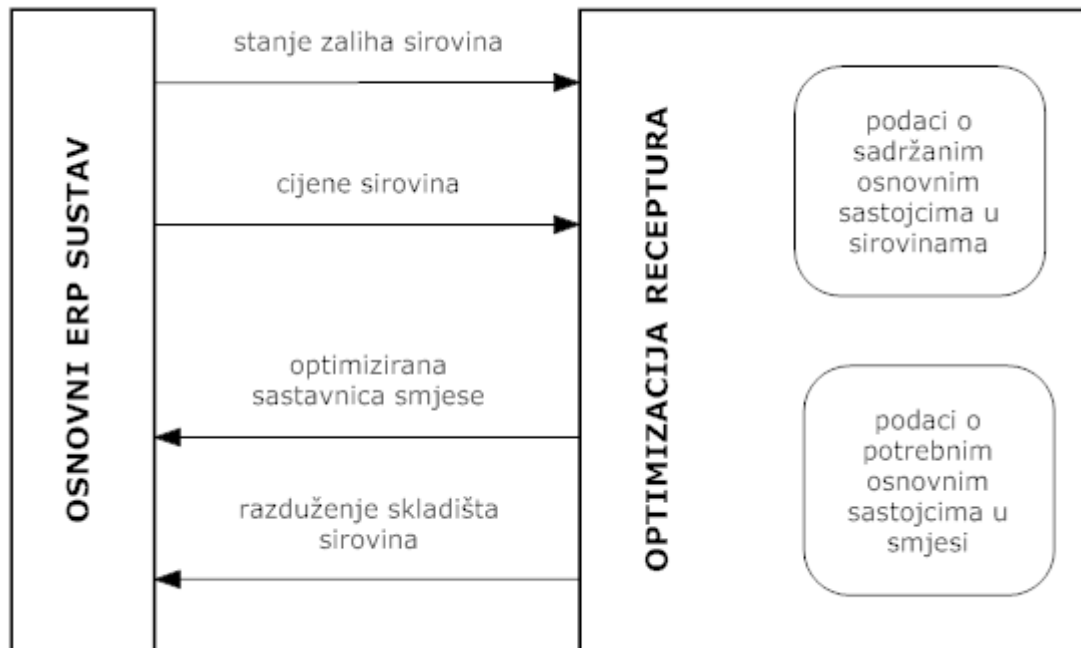 OSNOVNI ERP SUSTAV
stanje zaliha sirovina
cijene sirovina
optimizirana
sastavnica smjese
razduženje skladišta
sirovina
OPTIMIZACIJA RECEPTURA
podaci o
sadržanim
osnovnim
sastojcima u
sirovinama
podaci o
potrebnim
osnovnim
sastojcima u
smjesi